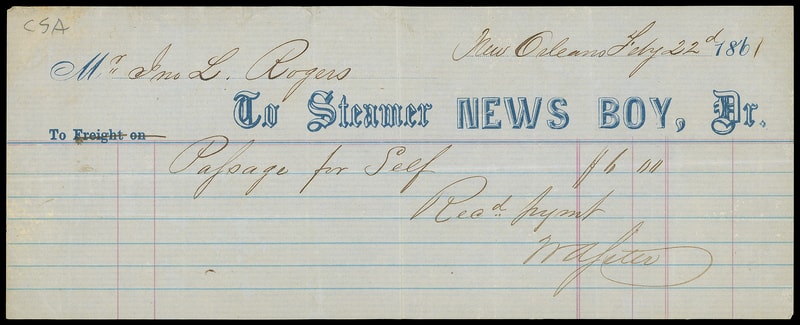 CSA
New Orleans Feby 22d 1861
Mr Jno L. Rogers
To Steamer NEWS BOY, Dr.
To Freight on
Passage for Self $6 00
Recd pymt